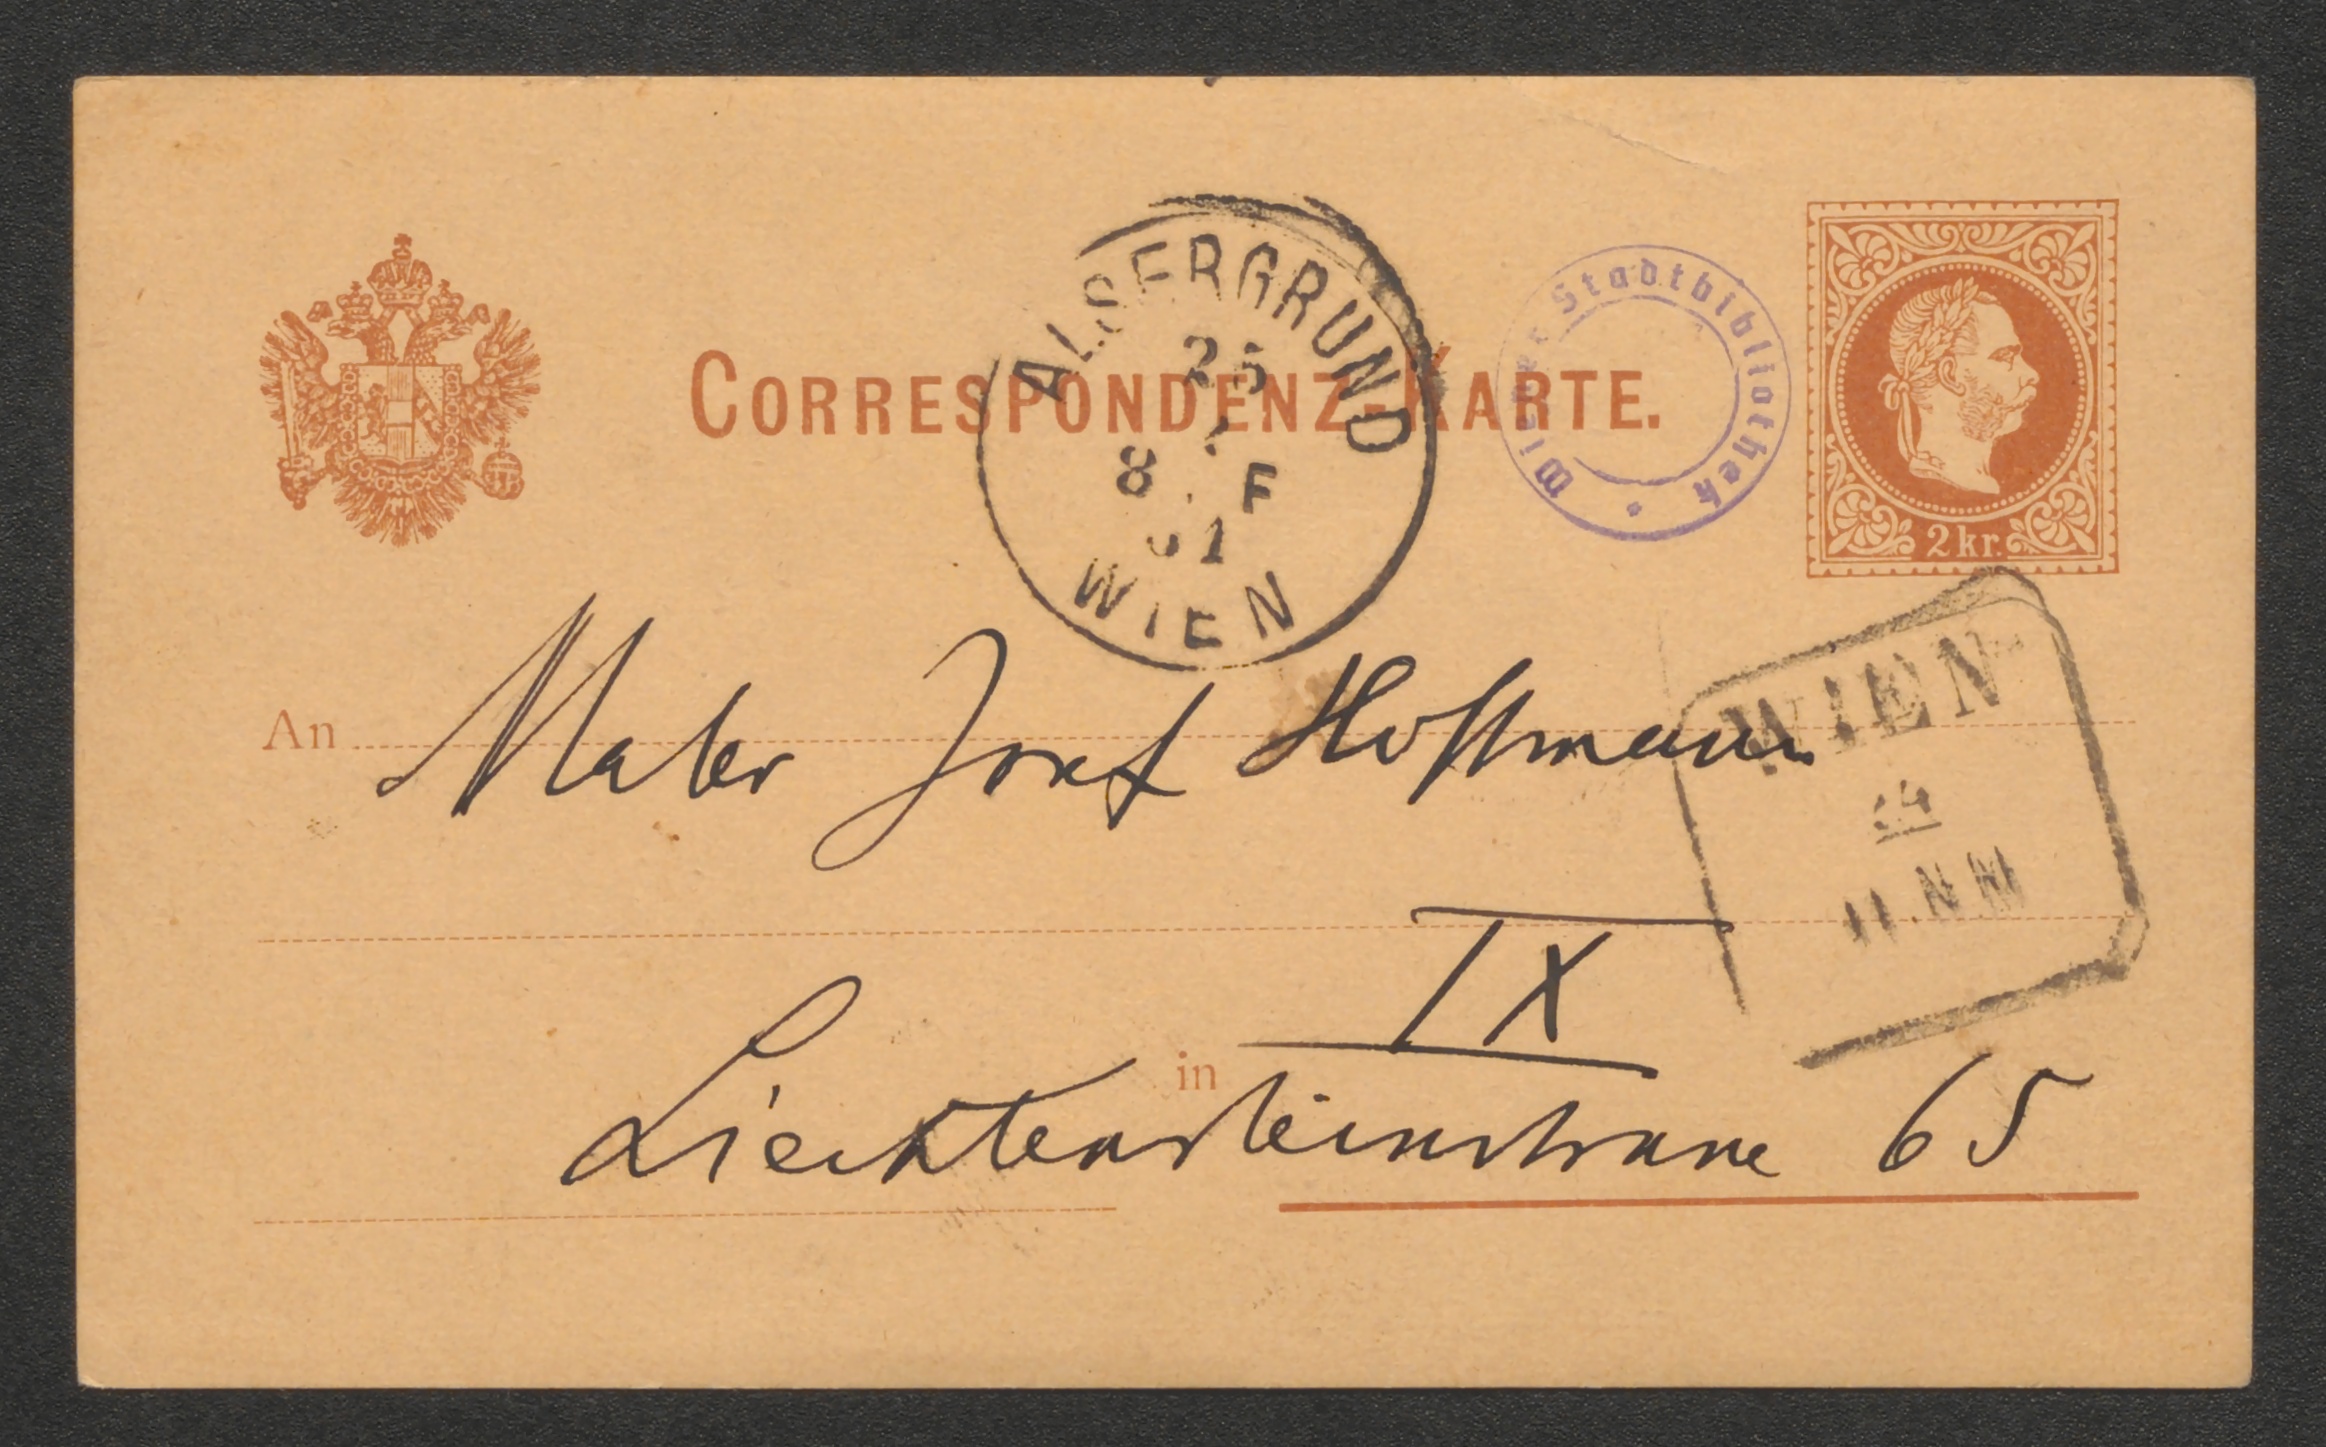 CORRESPONDENZ-KARTE.
ALSERGRUND
25
8. F
WIEN
Wiener Stadtbibliothek
2 kr.
WIEN
11. N
An Maler Josef Hoffmann
IX
in
Liechtensteinstrasse 65